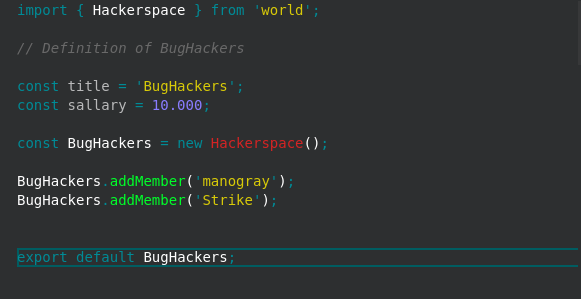 import { Hackerspace } from 'world';
// Definition of BugHackers
const title = 'BugHackers';
const sallary = 10.000;
const BugHackers = new Hackerspace();
BugHackers.addMember('manogray');
BugHackers.addMember('Strike');
export default BugHackers;